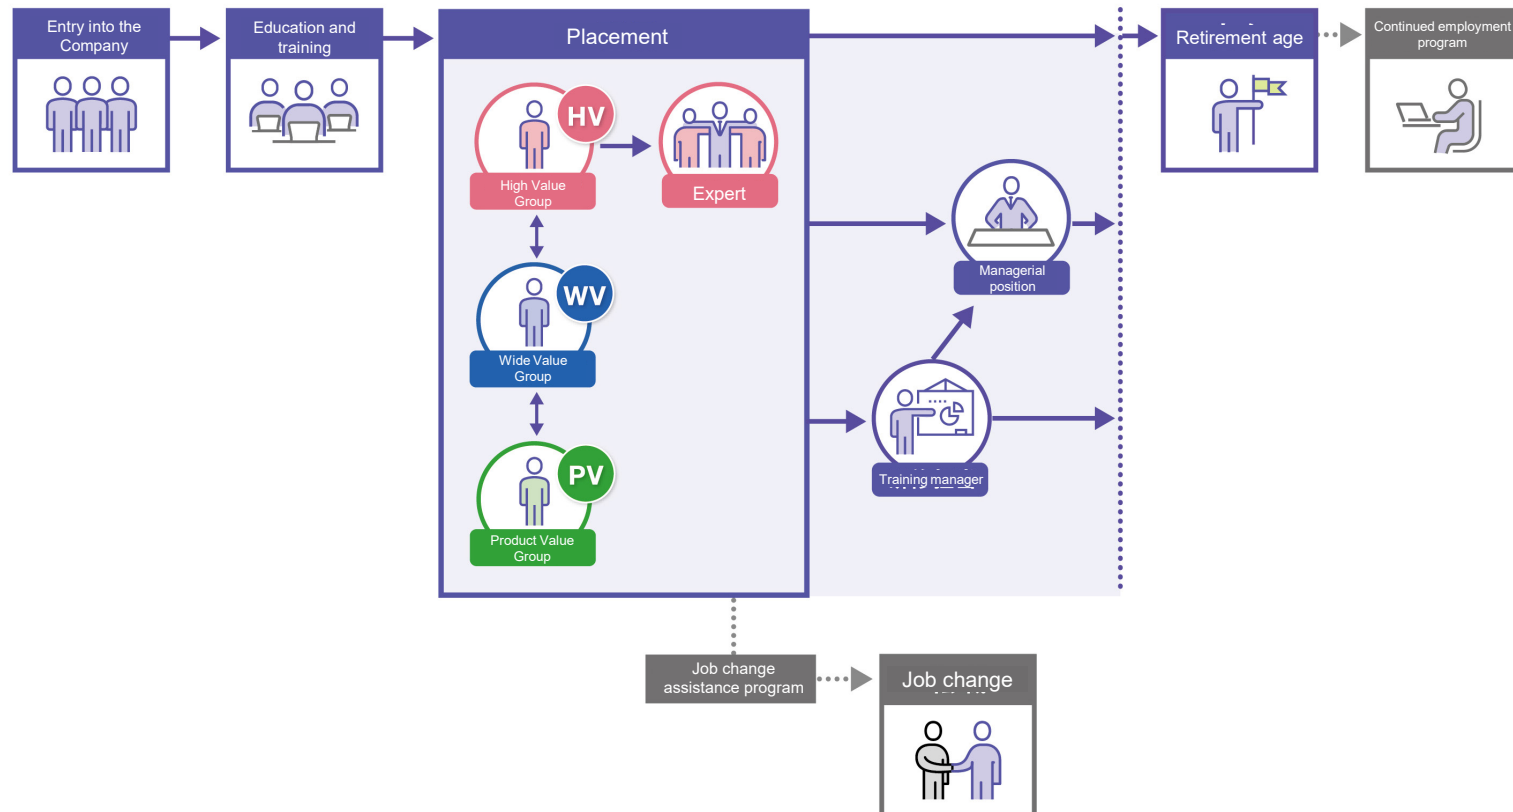 Entry into the
Company
Education and
training
Placement
Retirement age
Continued employment
program
HV
High Value
Group
Expert
WV
Wide Value
Group
PV
Product Value
Group
Managerial
position
Training manager
Job change
assistance program
Job change